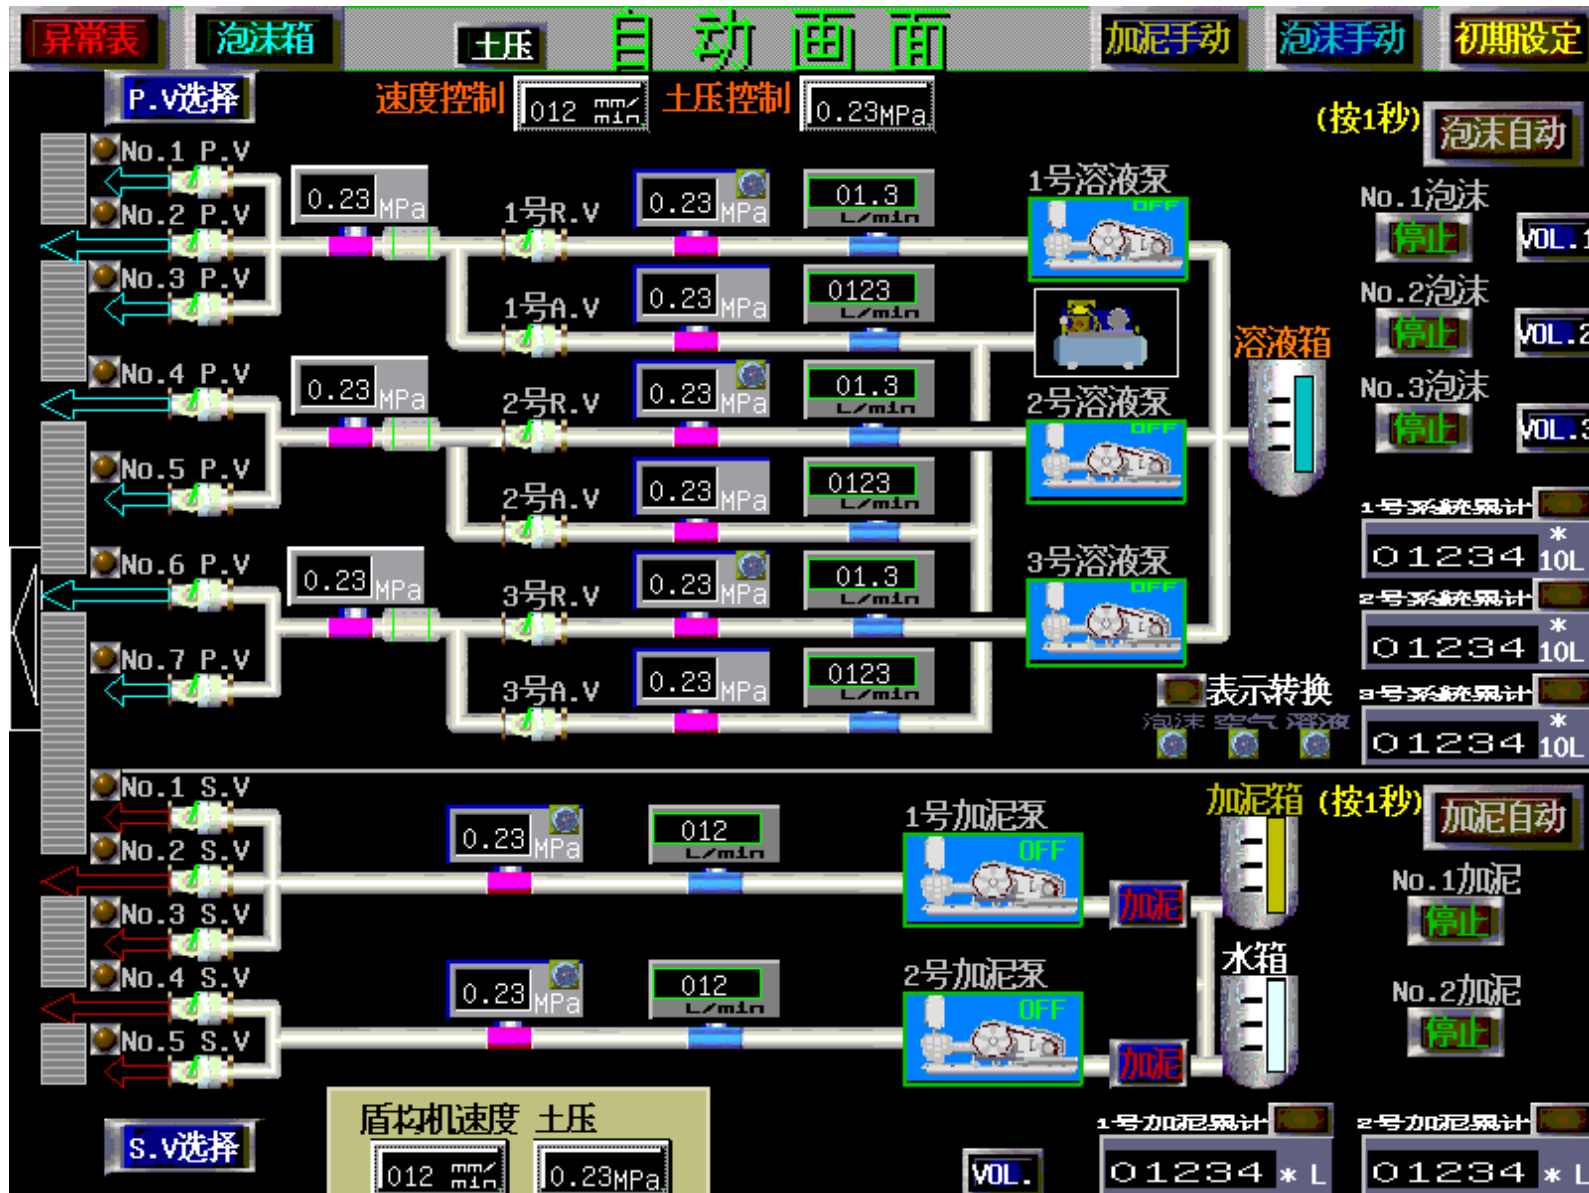 异常表 泡沫箱 土压 自动画面 加泥手动 泡沫手动 初期设定
P.V选择 速度控制 012 mm/min 土压控制 0.23MPa
(按1秒) 泡沫自动
No.1 P.V
No.2 P.V
No.3 P.V
No.4 P.V
No.5 P.V
No.6 P.V
No.7 P.V
0.23 MPa
0.23 MPa
0.23 MPa
1号R.V 0.23 MPa 01.3 L/min 1号溶液泵 OFF
1号A.V 0.23 MPa 0123 L/min
2号R.V 0.23 MPa 01.3 L/min 2号溶液泵 OFF
2号A.V 0.23 MPa 0123 L/min
3号R.V 0.23 MPa 01.3 L/min 3号溶液泵 OFF
3号A.V 0.23 MPa 0123 L/min
溶液箱
No.1泡沫
停止 VOL.1
No.2泡沫
停止 VOL.2
No.3泡沫
停止 VOL.3
1号系统累计
01234 * 10L
2号系统累计
01234 * 10L
3号系统累计
01234 * 10L
表示转换
泡沫 空气 溶液
No.1 S.V
No.2 S.V
No.3 S.V
No.4 S.V
No.5 S.V
0.23 MPa 012 L/min 1号加泥泵 OFF 加泥
0.23 MPa 012 L/min 2号加泥泵 OFF 加泥
加泥箱 (按1秒) 加泥自动
水箱
No.1加泥
停止
No.2加泥
停止
S.V选择
盾构机速度 土压
012 mm/min 0.23MPa
VOL.
1号加泥累计
01234 * L
2号加泥累计
01234 * L